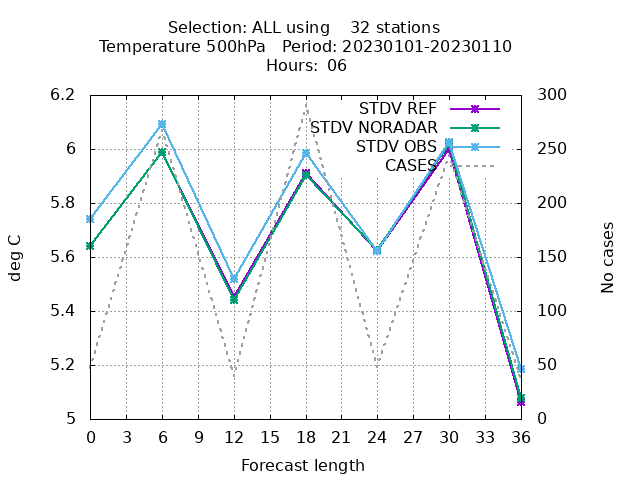 Selection: ALL using    32 stations
Temperature 500hPa   Period: 20230101-20230110
Hours: 06
6.2
6
5.8
5.6
5.4
5.2
5
deg C
300
250
200
150
100
50
0
No cases
STDV REF
STDV NORADAR
STDV OBS
CASES
0 3 6 9 12 15 18 21 24 27 30 33 36
Forecast length